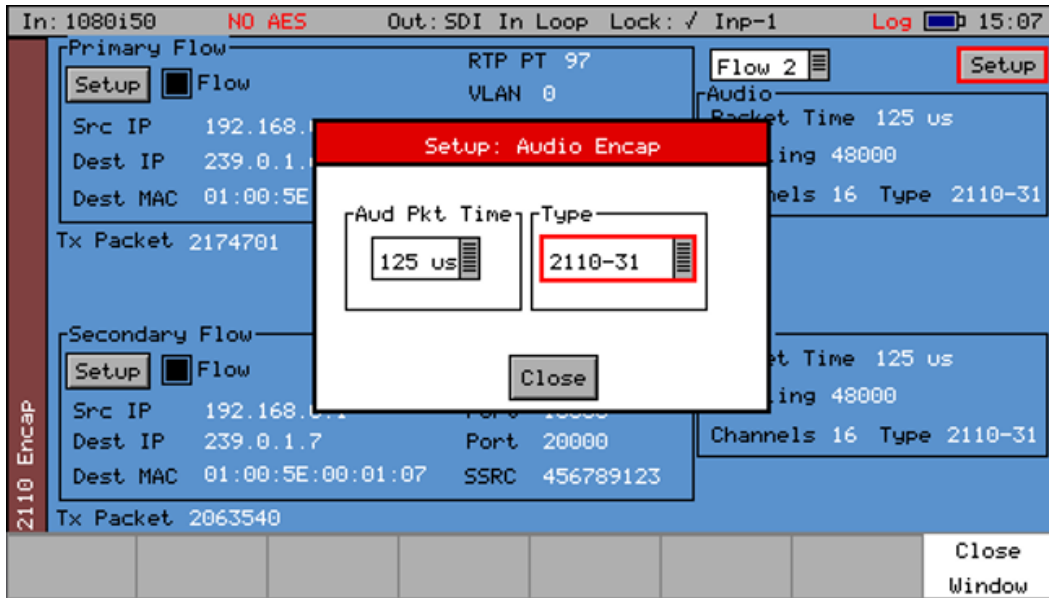 In: 1080i50 NO AES Out: SDI In Loop Lock: √ Inp-1 Log 15:07
Primary Flow
Setup Flow
RTP PT 97
VLAN 0
Flow 2
Setup
Src IP 192.168.
Dest IP 239.0.1.
Dest MAC 01:00:5E
Tx Packet 2174701
Audio
Packet Time 125 us
ing 48000
nels 16 Type 2110-31
Setup: Audio Encap
Aud Pkt Time
125 us
Type
2110-31
Close
Secondary Flow
Setup Flow
Src IP 192.168.
Dest IP 239.0.1.7 Port 20000
Dest MAC 01:00:5E:00:01:07 SSRC 456789123
Tx Packet 2063540
et Time 125 us
ing 48000
Channels 16 Type 2110-31
2110 Encap
Close
Window